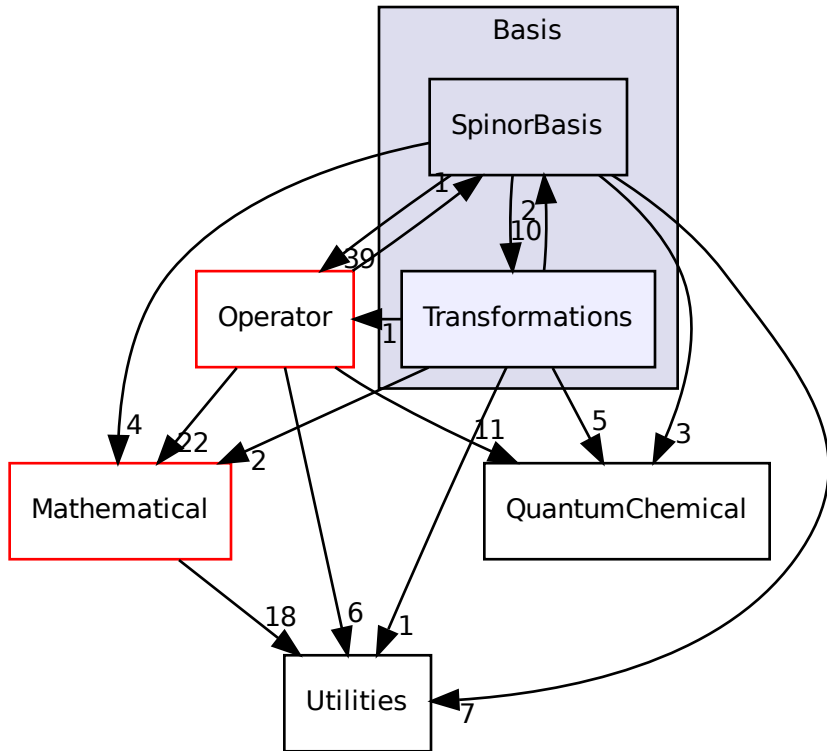 Basis
SpinorBasis
1
39
2
10
Operator
Transformations
1
4
22
2
11
5
3
Mathematical
QuantumChemical
18
6
1
Utilities
7